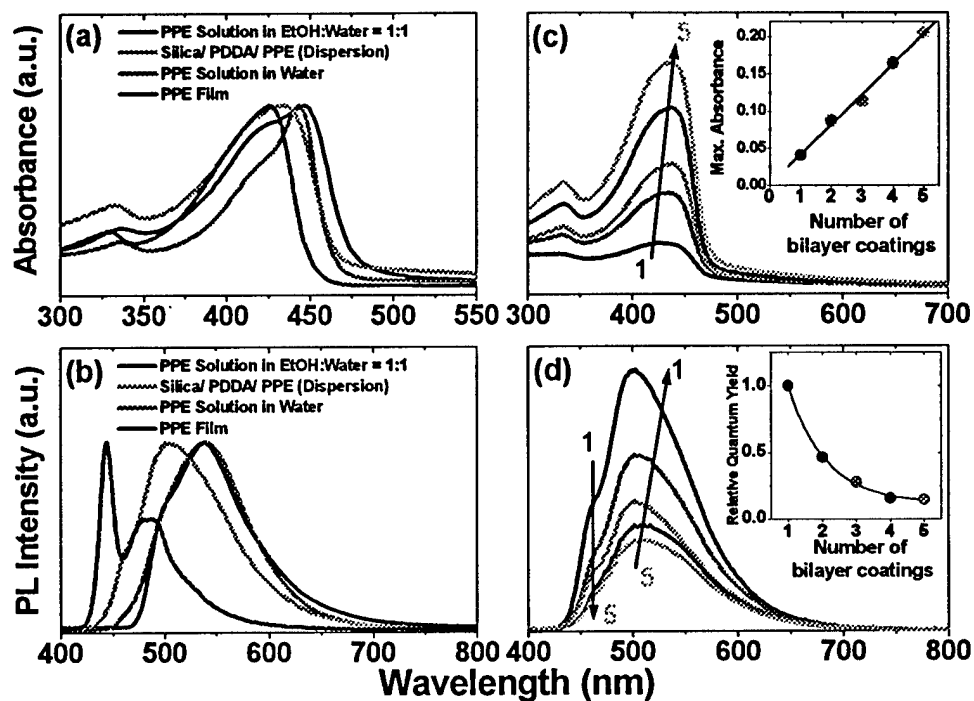 (a)
PPE Solution in EtOH:Water = 1:1
Silica/ PDDA/ PPE (Dispersion)
PPE Solution in Water
PPE Film
Absorbance (a.u.)
300 350 400 450 500 550
(c)
5
1
Max. Absorbance
0.20
0.15
0.10
0.05
0.00
1 2 3 4 5
Number of
bilayer coatings
300 400 500 600 700
(b)
PPE Solution in EtOH:Water = 1:1
Silica/ PDDA/ PPE (Dispersion)
PPE Solution in Water
PPE Film
PL Intensity (a.u.)
400 500 600 700 800
(d)
1
1
5
5
Relative Quantum Yield
1.0
0.5
0.0
1 2 3 4 5
Number of
bilayer coatings
400 500 600 700 800
Wavelength (nm)